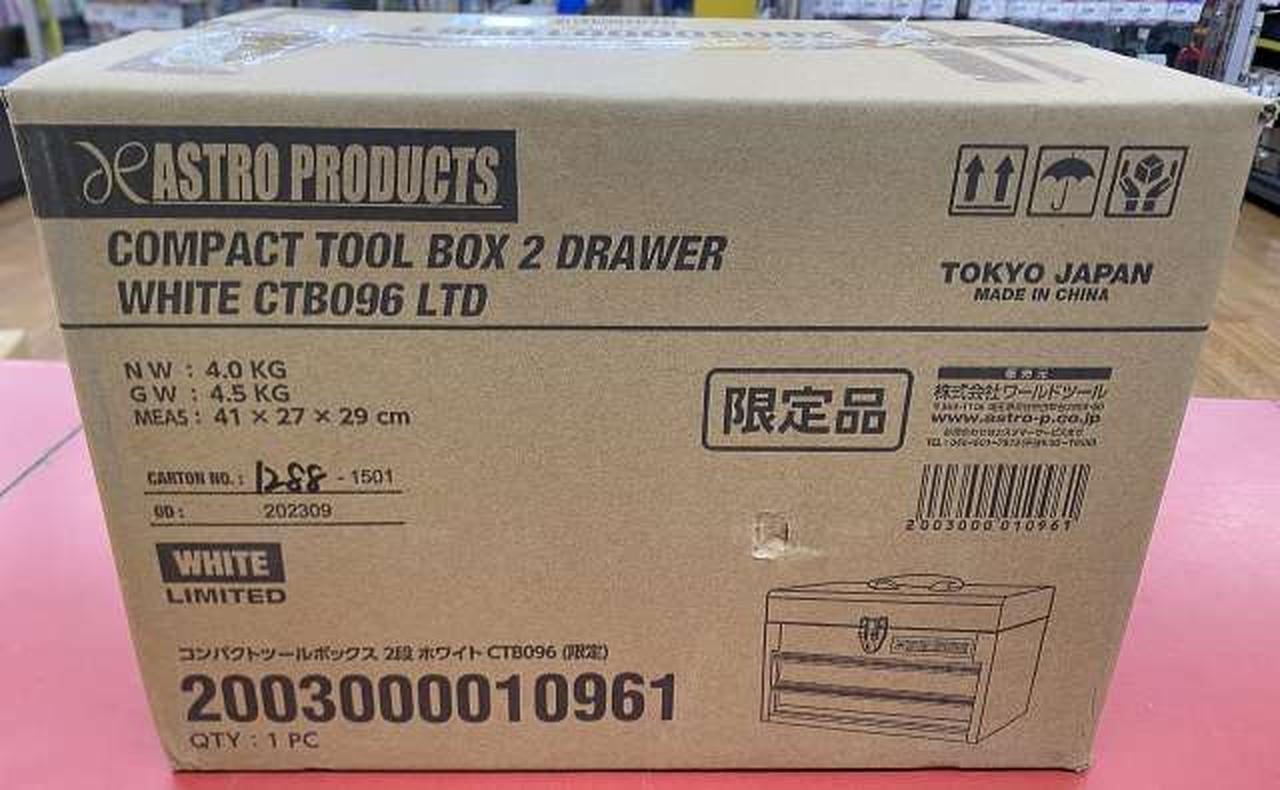 ASTRO PRODUCTS
COMPACT TOOL BOX 2 DRAWER
WHITE CTB096 LTD
TOKYO JAPAN
MADE IN CHINA
NW : 4.0 KG
GW : 4.5 KG
MEAS : 41 × 27 × 29 cm
限定品
株式会社ワールドツール
www.astro-p.co.jp
CARTON NO. : 1288 - 1501
OD : 202309
2003000010961
WHITE
LIMITED
コンパクトツールボックス 2段 ホワイト CTB096 (限定)
2003000010961
QTY : 1 PC